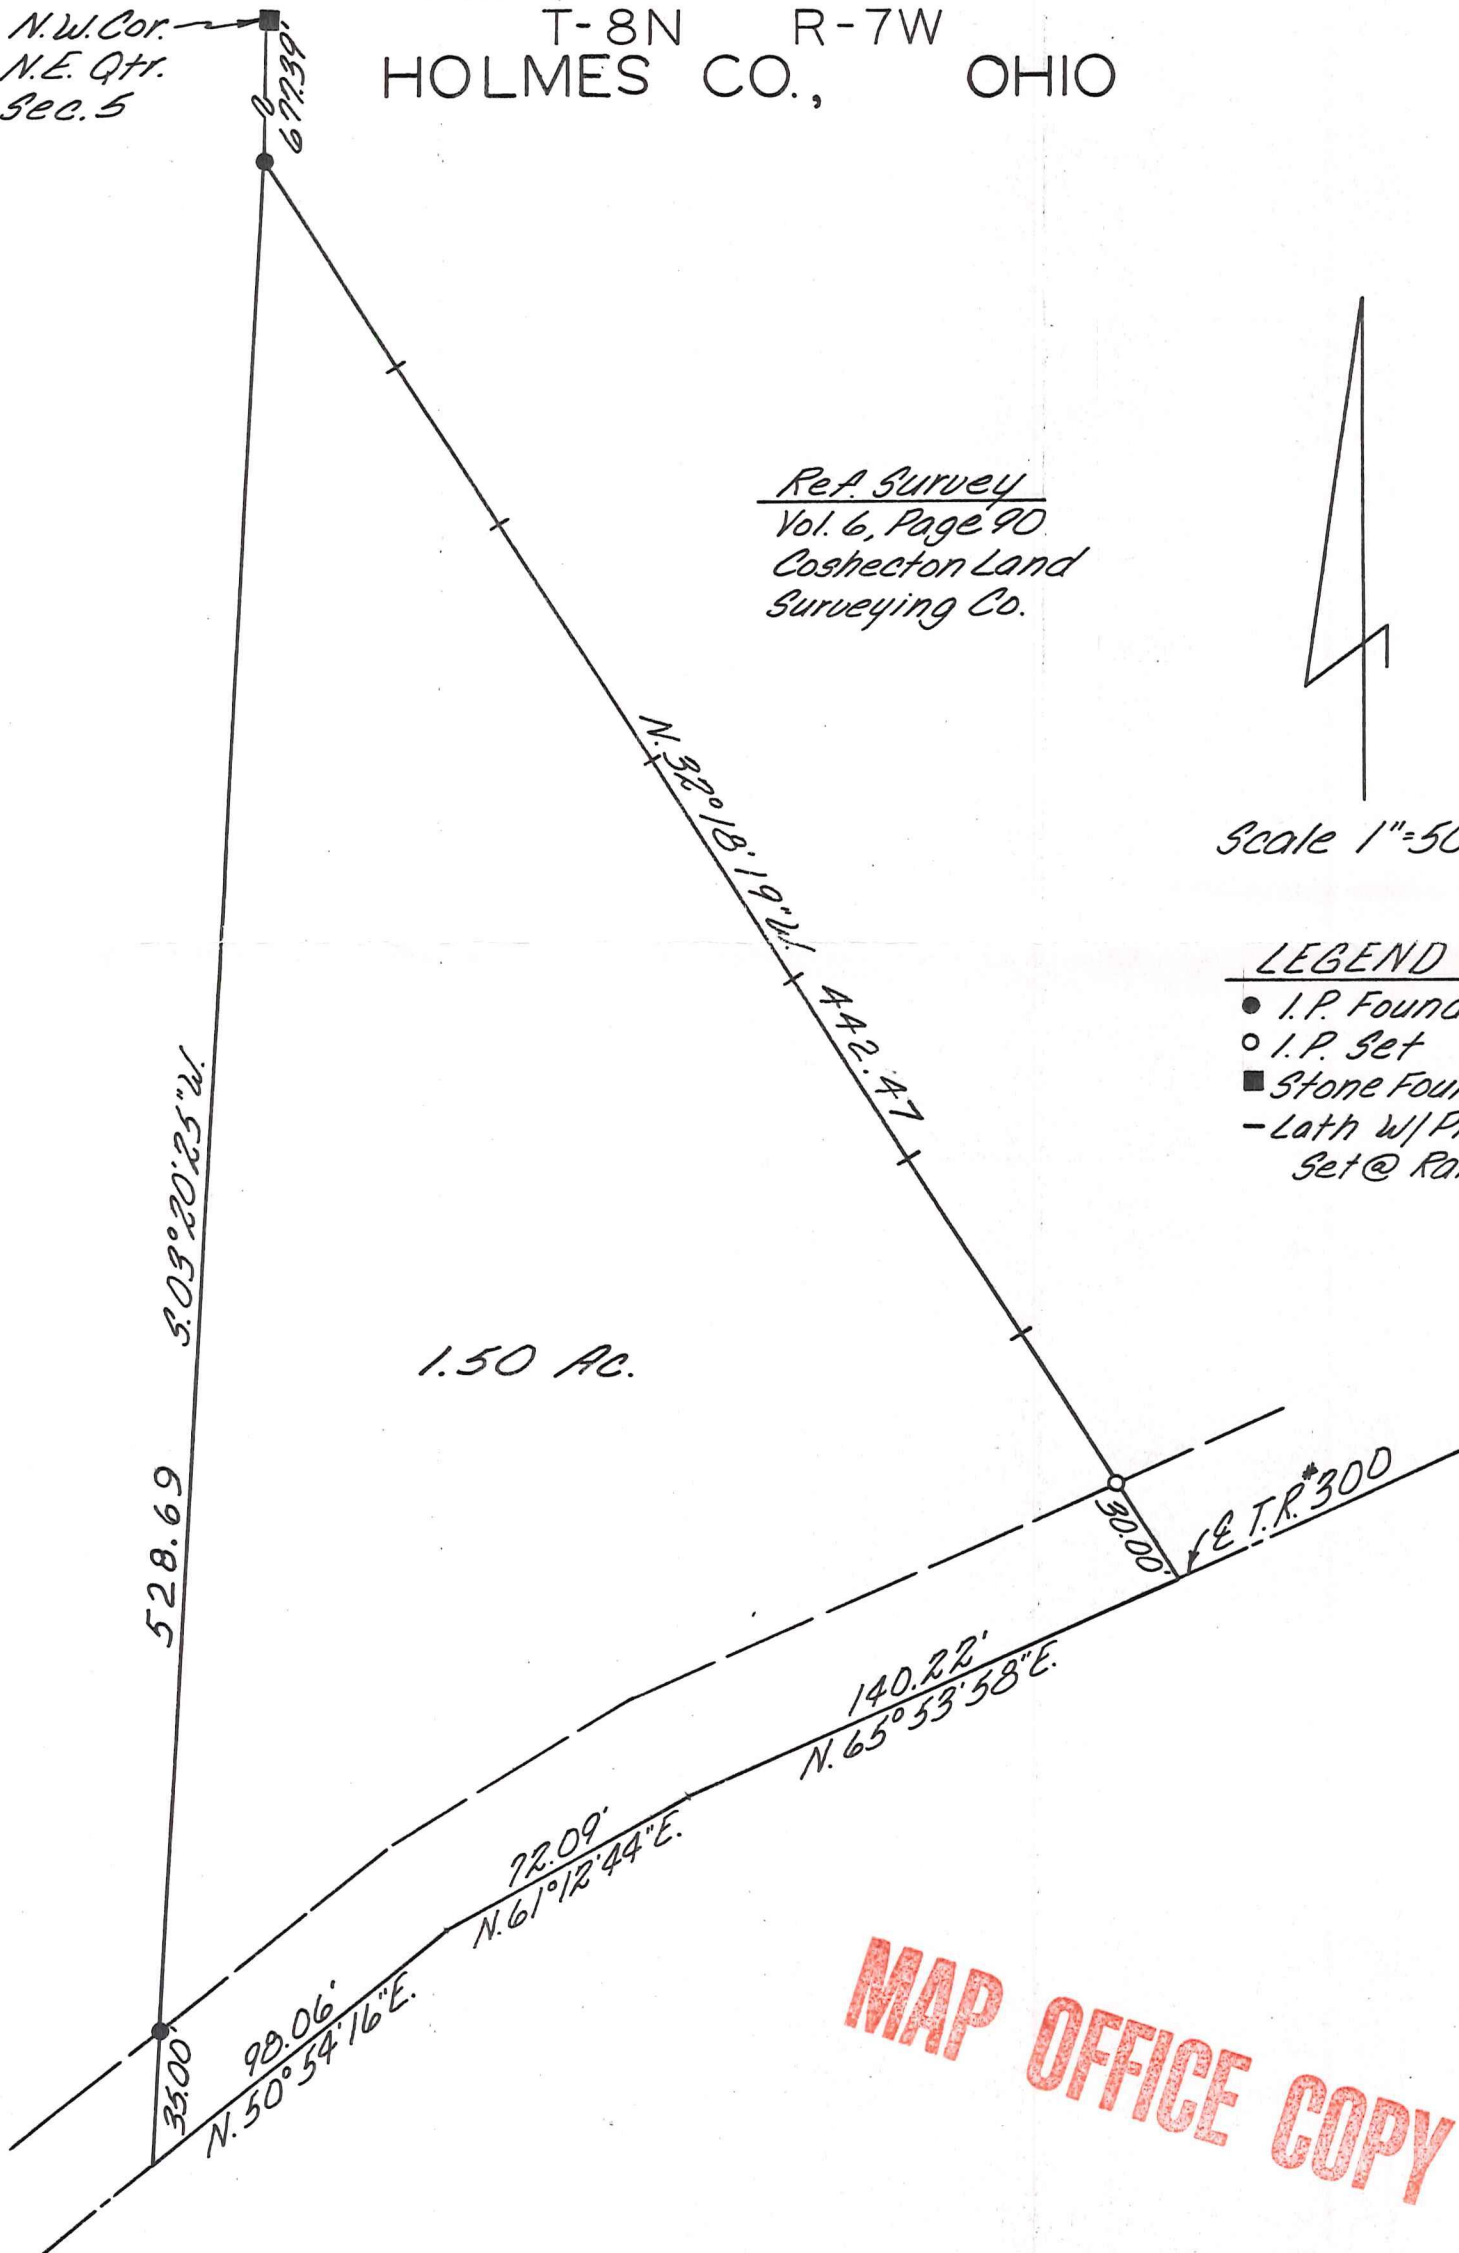 T-8N R-7W
HOLMES CO., OHIO
N.W. Cor.
N.E. Qtr.
Sec. 5
677.39'
Ref. Survey
Vol. 6, Page 90
Coshecton Land
Surveying Co.
N. 32° 18' 19" W. 442.47
Scale 1"=50
LEGEND
I.P. Found
I.P. Set
Stone
Lath W/
Set @
S. 03° 20' 25" W.
528.69
1.50 Ac.
30.00'
℄ T.R. #300
140.22'
N. 65° 53' 58" E.
72.09'
N. 61° 12' 44" E.
98.06'
N. 50° 54' 16" E.
35.00'
MAP OFFICE COPY